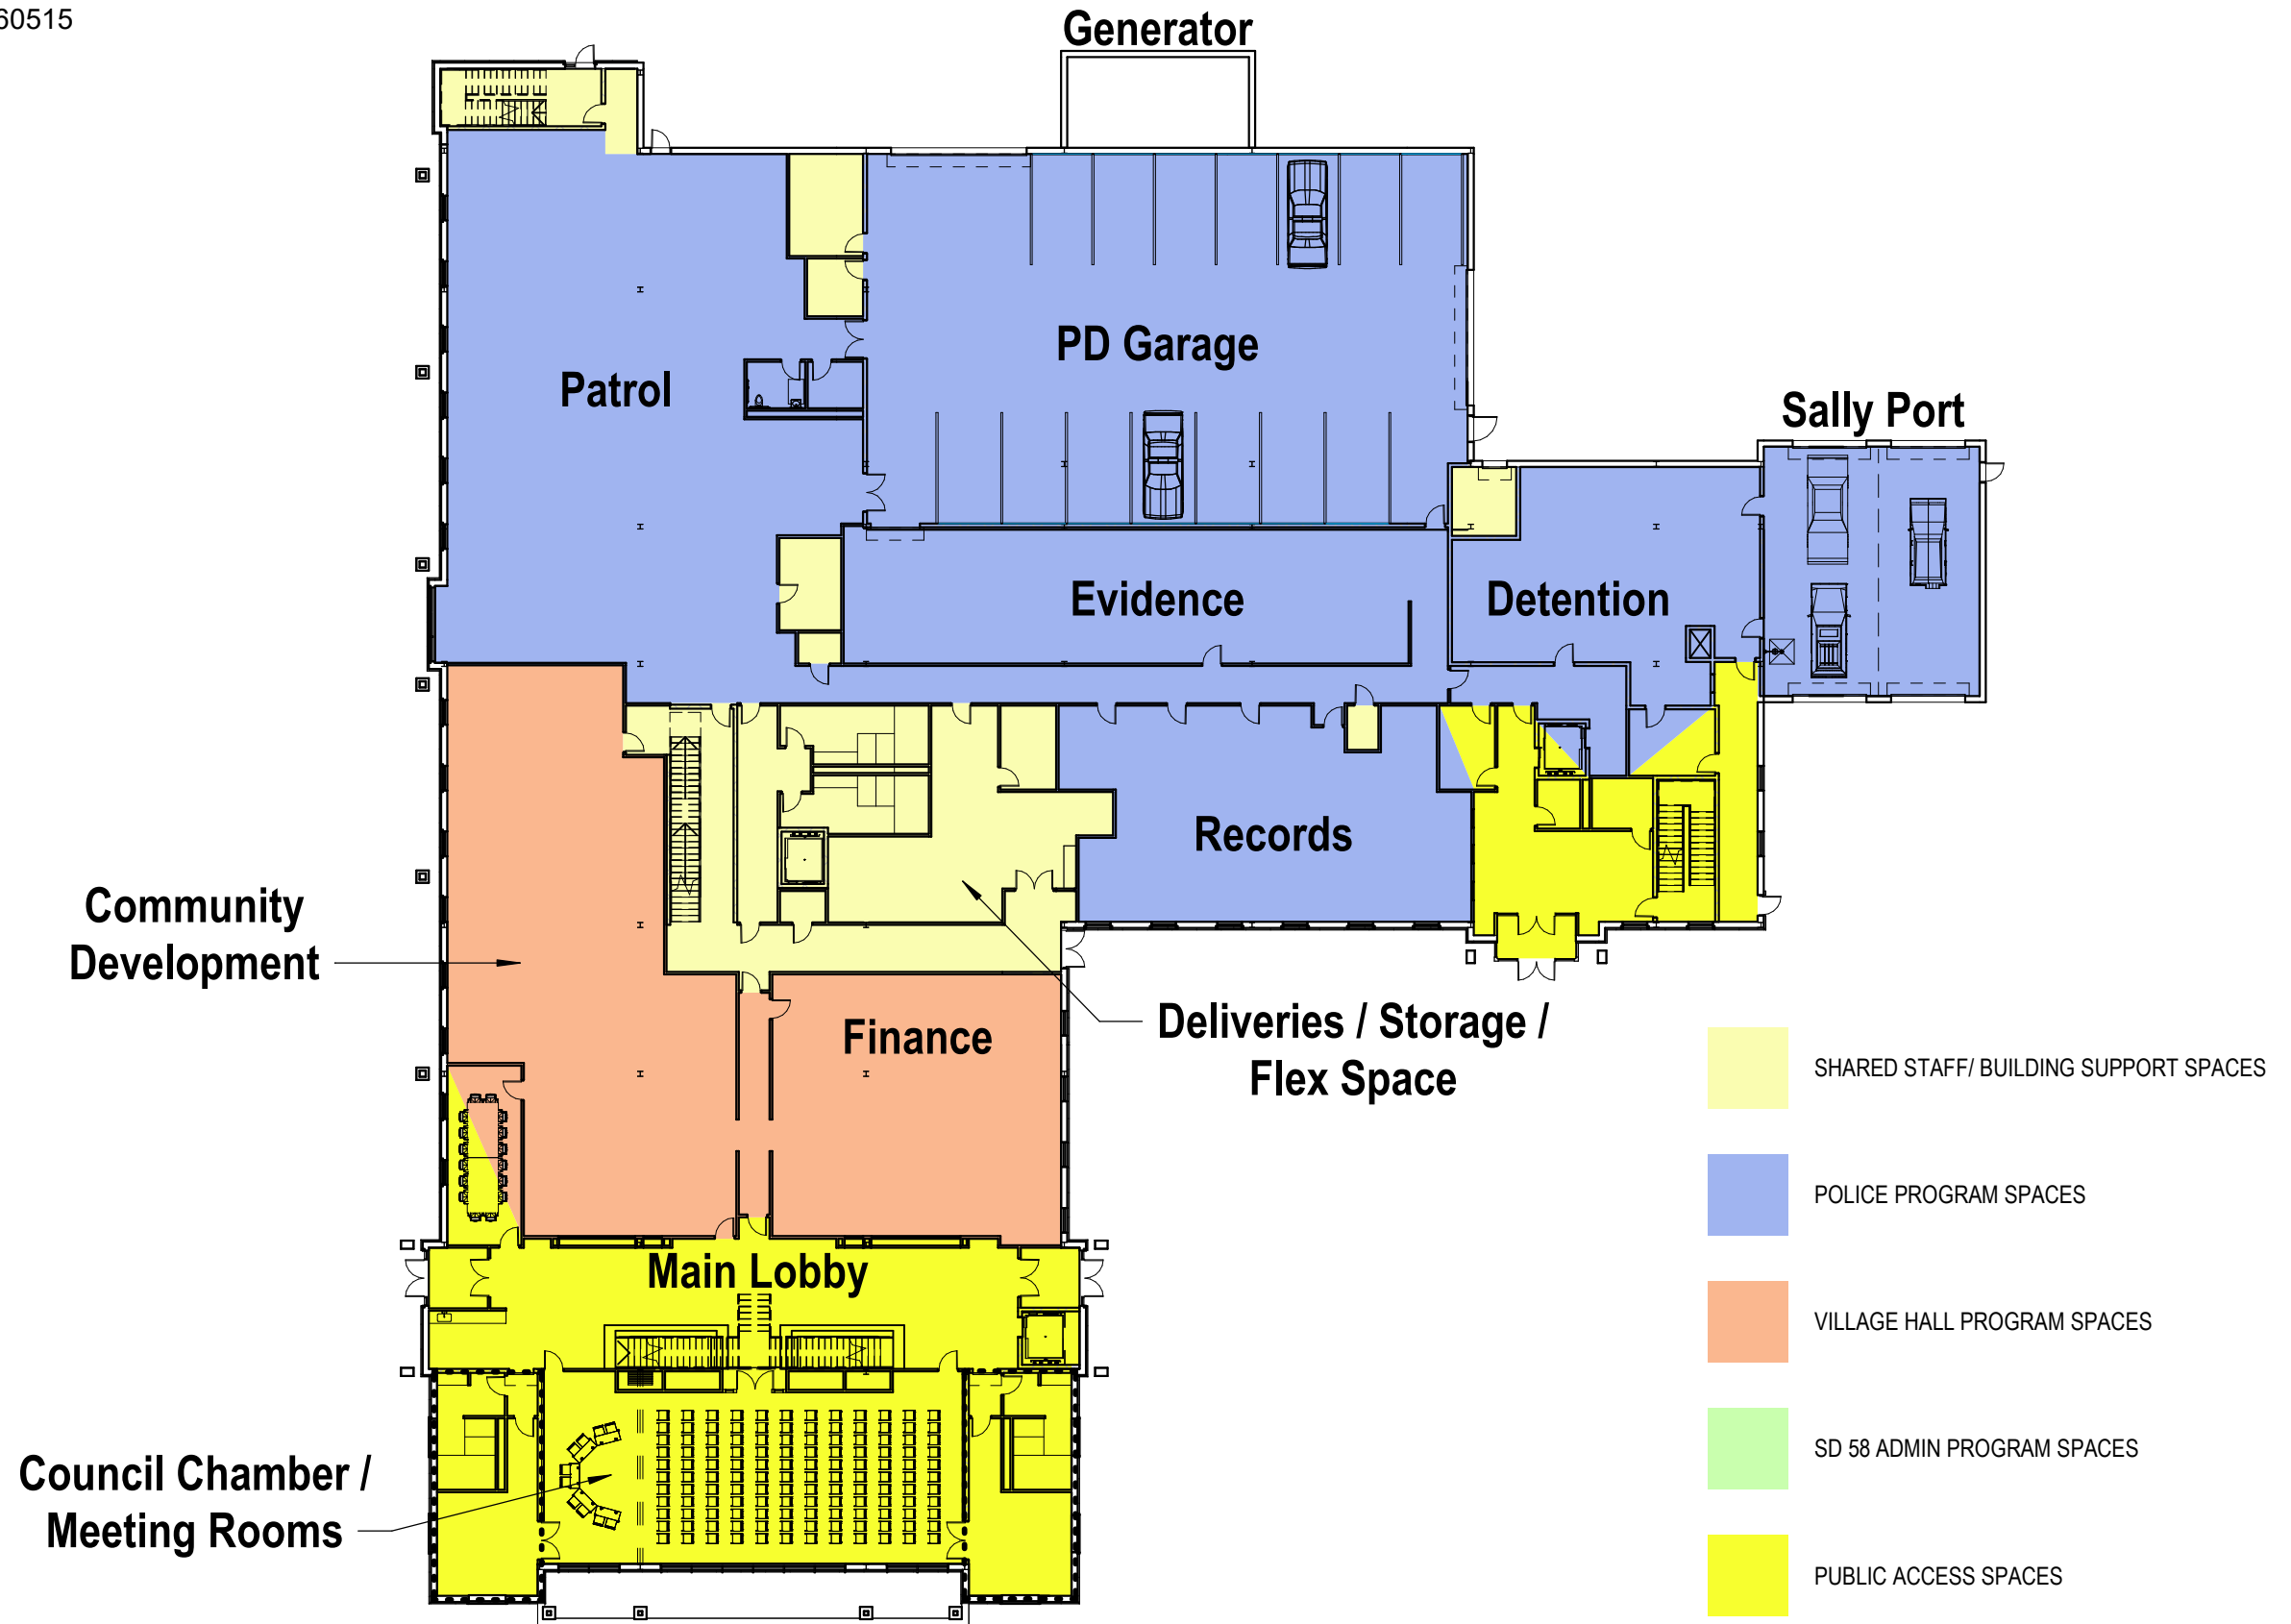 60515
Generator
PD Garage
Patrol
Sally Port
Evidence
Detention
Records
Community
Development
Deliveries / Storage /
Flex Space
Finance
Main Lobby
Council Chamber /
Meeting Rooms
SHARED STAFF/ BUILDING SUPPORT SPACES
POLICE PROGRAM SPACES
VILLAGE HALL PROGRAM SPACES
SD 58 ADMIN PROGRAM SPACES
PUBLIC ACCESS SPACES